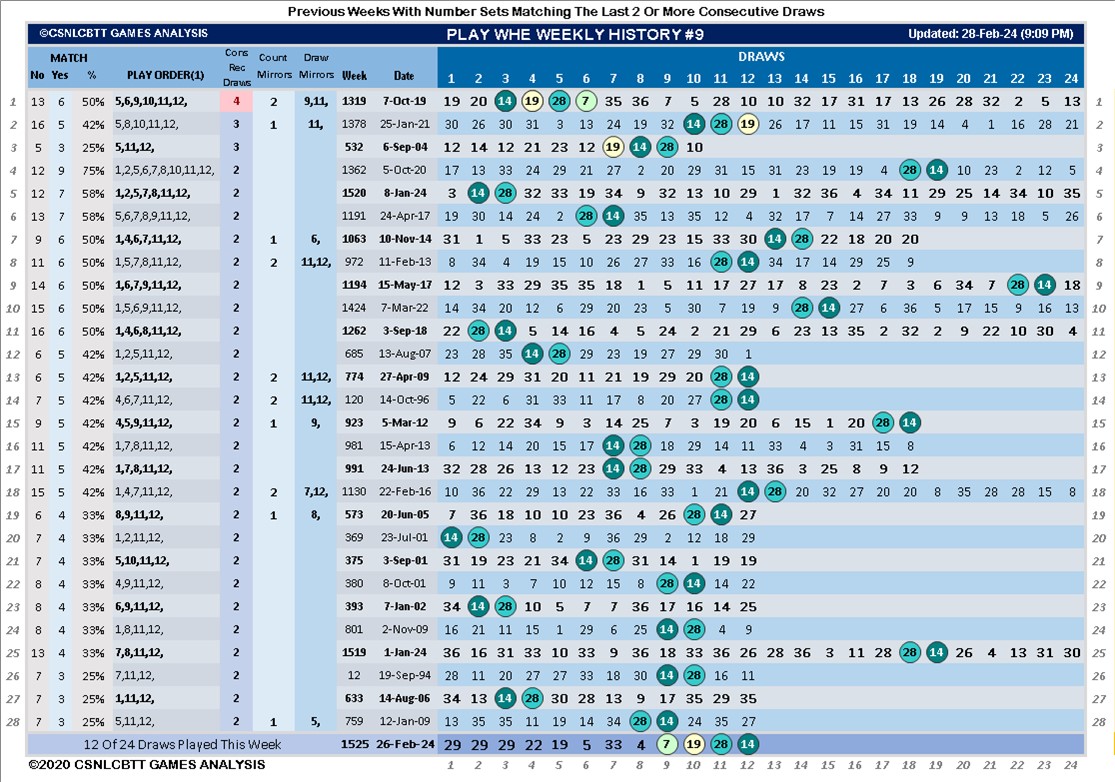 Previous Weeks With Number Sets Matching The Last 2 Or More Consecutive Draws
©CSNLCBTT GAMES ANALYSIS PLAY WHE WEEKLY HISTORY #9 Updated: 28-Feb-24 (9:09 PM)
MATCH Cons Rec Draws Count Mirrors Draw Mirrors DRAWS
No Yes % PLAY ORDER(1) Week Date 1 2 3 4 5 6 7 8 9 10 11 12 13 14 15 16 17 18 19 20 21 22 23 24
1 13 6 50% 5,6,9,10,11,12, 4 2 9,11, 1319 7-Oct-19 19 20 14 19 28 7 35 36 7 5 28 10 10 32 17 31 17 13 26 28 32 2 5 13 1
2 16 5 42% 5,8,10,11,12, 3 1 11, 1378 25-Jan-21 30 26 30 31 3 13 24 19 32 14 28 19 26 17 11 15 31 19 14 4 1 16 28 21 2
3 5 3 25% 5,11,12, 3 532 6-Sep-04 12 14 12 21 23 12 19 14 28 10 3
4 12 9 75% 1,2,5,6,7,8,10,11,12, 2 1362 5-Oct-20 17 13 12 5 24 29 21 27 2 20 29 31 15 31 23 19 4 28 14 10 23 2 12 5 4
5 12 7 58% 1,2,5,7,8,11,12, 2 1520 8-Jan-24 3 14 28 32 33 19 34 9 32 13 10 29 1 32 36 4 34 11 29 25 14 34 10 35 5
6 13 7 58% 5,6,7,8,9,11,12, 2 1191 24-Apr-17 19 30 14 24 2 28 14 35 13 35 12 4 32 17 7 14 27 33 9 9 13 18 5 26 6
7 9 6 50% 1,4,6,7,11,12, 2 1 6, 1063 10-Nov-14 31 1 5 33 23 5 23 29 23 15 33 30 14 28 22 18 20 20 7
8 11 6 50% 1,5,7,8,11,12, 2 2 11,12, 972 11-Feb-13 8 34 4 19 15 10 26 27 33 16 28 14 34 17 14 29 25 9 8
9 14 6 50% 1,6,7,9,11,12, 2 1194 15-May-17 12 3 33 29 35 35 18 1 5 11 17 27 17 8 23 2 7 3 6 34 7 28 14 18 9
10 15 6 50% 1,5,6,9,11,12, 2 1424 7-Mar-22 14 34 20 12 6 29 20 23 5 30 7 19 9 28 14 27 18 6 36 5 17 15 9 16 13 10
11 16 6 50% 1,4,6,8,11,12, 2 1262 3-Sep-18 22 28 14 5 14 16 4 5 24 2 21 29 6 23 13 35 2 32 2 9 22 10 30 4 11
12 6 5 42% 1,2,5,11,12, 2 685 13-Aug-07 23 28 35 14 28 29 23 19 27 29 30 1 12
13 6 5 42% 1,2,5,11,12, 2 2 11,12, 774 27-Apr-09 12 24 29 31 20 11 21 19 29 20 28 14 13
14 7 5 42% 4,6,7,11,12, 2 2 11,12, 120 14-Oct-96 5 22 6 31 33 11 17 8 20 27 28 14 14
15 9 5 42% 4,5,9,11,12, 2 1 9, 923 5-Mar-12 9 6 22 34 9 3 14 25 7 3 19 20 6 14 15 1 20 28 14 15
16 11 5 42% 1,7,8,11,12, 2 981 15-Apr-13 6 12 14 20 15 17 14 28 18 29 14 11 33 4 3 31 15 8 16
17 11 5 42% 1,7,8,11,12, 2 991 24-Jun-13 32 28 26 13 12 23 14 28 29 33 4 13 36 3 25 8 9 12 17
18 15 5 42% 1,4,7,11,12, 2 2 7,12, 1130 22-Feb-16 10 36 22 29 13 22 33 16 33 1 21 14 28 20 32 27 20 20 8 35 28 28 15 8 18
19 6 4 33% 8,9,11,12, 2 1 8, 573 20-Jun-05 7 36 18 10 10 23 36 4 26 28 14 27 19
20 7 4 33% 1,2,11,12, 2 369 23-Jul-01 14 28 23 8 2 9 36 29 2 12 18 29 20
21 7 4 33% 5,10,11,12, 2 375 3-Sep-01 31 19 23 21 34 14 28 31 14 1 19 19 21
22 8 4 33% 4,9,11,12, 2 380 8-Oct-01 9 11 3 7 10 12 15 8 28 14 14 22 22
23 8 4 33% 6,9,11,12, 2 393 7-Jan-02 34 14 28 10 5 7 7 36 17 16 14 25 23
24 8 4 33% 1,8,11,12, 2 801 2-Nov-09 16 21 11 15 1 29 6 25 14 28 4 9 24
25 13 4 33% 7,8,11,12, 2 1519 1-Jan-24 36 16 31 33 10 33 9 36 18 33 36 26 28 36 3 11 28 28 14 26 4 13 31 30 25
26 7 3 25% 7,11,12, 2 12 19-Sep-94 28 11 20 27 27 33 18 30 14 28 16 11 26
27 7 3 25% 1,11,12, 2 633 14-Aug-06 34 13 14 28 30 28 13 9 17 35 29 35 27
28 7 3 25% 5,11,12, 2 1 5, 759 12-Jan-09 13 35 35 11 19 14 34 28 14 24 35 27 28
12 Of 24 Draws Played This Week 1525 26-Feb-24 29 29 29 22 19 5 33 4 7 19 28 14
©2020 CSNLCBTT GAMES ANALYSIS 1 2 3 4 5 6 7 8 9 10 11 12 13 14 15 16 17 18 19 20 21 22 23 24